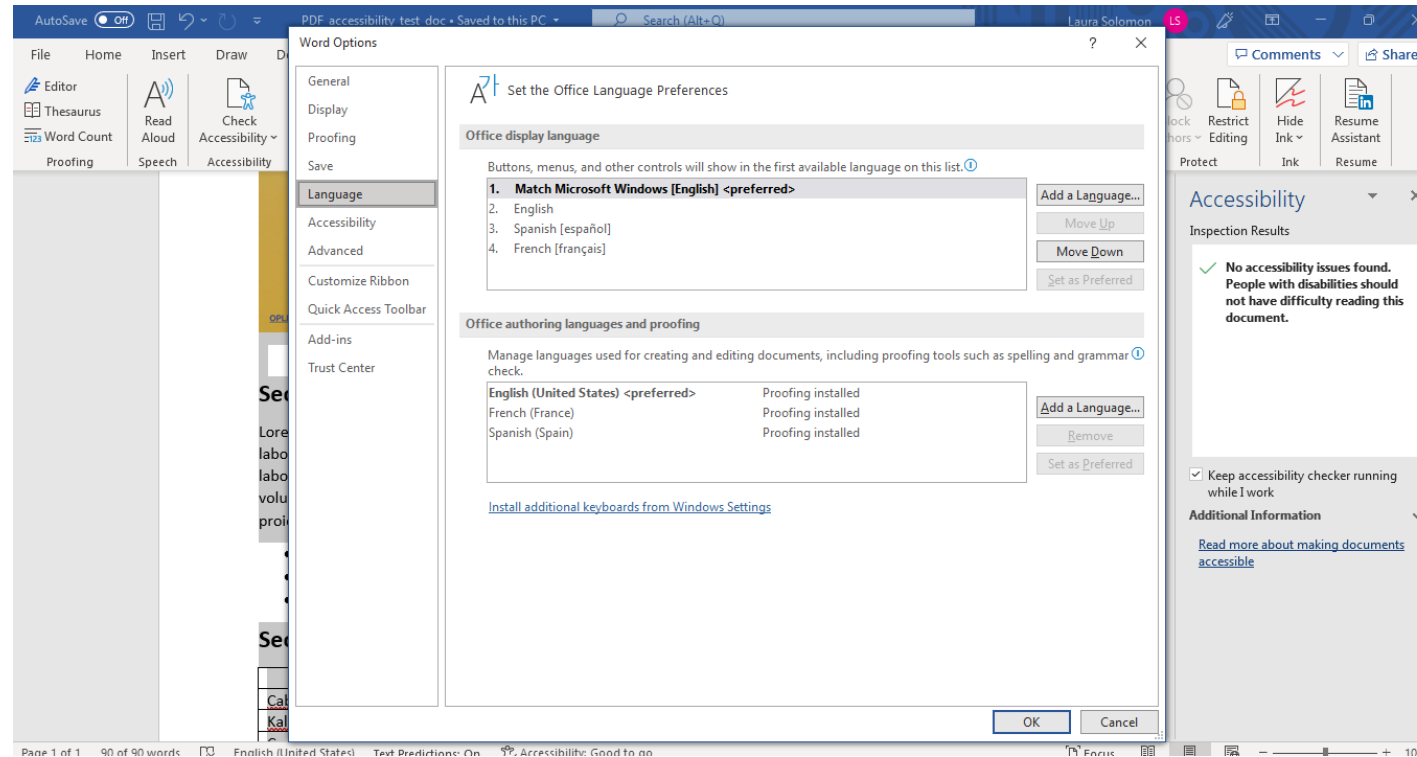 AutoSave Off PDF accessibility test doc • Saved to this PC Search (Alt+Q) Laura Solomon LS
File Home Insert Draw
Comments Share
Editor
Thesaurus
Word Count
Proofing
Read
Aloud
Speech
Check
Accessibility
Accessibility
Restrict
Editing
Protect
Hide
Ink
Ink
Resume
Assistant
Resume
Word Options ?
General
Display
Proofing
Save
Language
Accessibility
Advanced
Customize Ribbon
Quick Access Toolbar
Add-ins
Trust Center
Set the Office Language Preferences
Office display language
Buttons, menus, and other controls will show in the first available language on this list.
1. Match Microsoft Windows [English] <preferred>
2. English
3. Spanish [español]
4. French [français]
Add a Language...
Move Up
Move Down
Set as Preferred
Office authoring languages and proofing
Manage languages used for creating and editing documents, including proofing tools such as spelling and grammar
check.
English (United States) <preferred> Proofing installed
French (France) Proofing installed
Spanish (Spain) Proofing installed
Add a Language...
Remove
Set as Preferred
Install additional keyboards from Windows Settings
OK Cancel
Accessibility
Inspection Results
No accessibility issues found.
People with disabilities should
not have difficulty reading this
document.
Keep accessibility checker running
while I work
Additional Information
Read more about making documents
accessible
Page 1 of 1 90 of 90 words English (United States) Text Predictions: On Accessibility: Good to go Focus